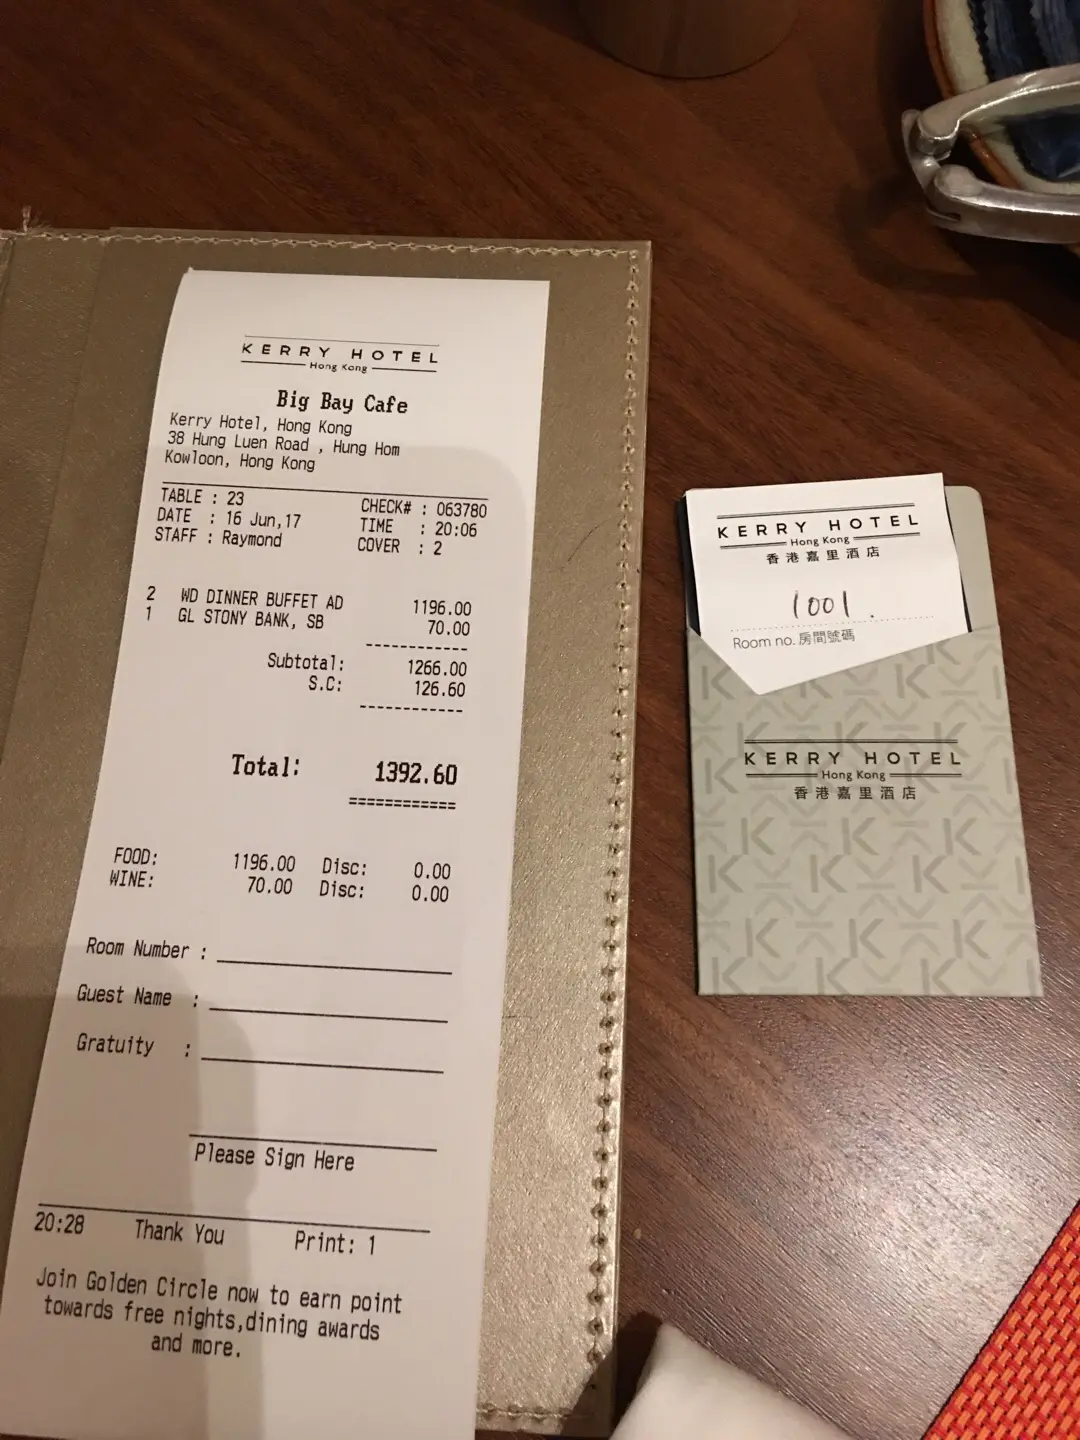 KERRY HOTEL
Hong Kong
Big Bay Cafe
Kerry Hotel, Hong Kong
38 Hung Luen Road , Hung Hom
Kowloon, Hong Kong
TABLE : 23 CHECK# : 063780
DATE : 16 Jun,17 TIME : 20:06
STAFF : Raymond COVER : 2
2 WD DINNER BUFFET AD 1196.00
1 GL STONY BANK, SB 70.00
-----------
Subtotal: 1266.00
S.C: 126.60
-----------
Total: 1392.60
============
FOOD: 1196.00 Disc: 0.00
WINE: 70.00 Disc: 0.00
Room Number :
Guest Name :
Gratuity :
Please Sign Here
20:28 Thank You Print: 1
Join Golden Circle now to earn point
towards free nights,dining awards
and more.
KERRY HOTEL
Hong Kong
香港嘉里酒店
1001.
Room no. 房間號碼
KERRY HOTEL
Hong Kong
香港嘉里酒店